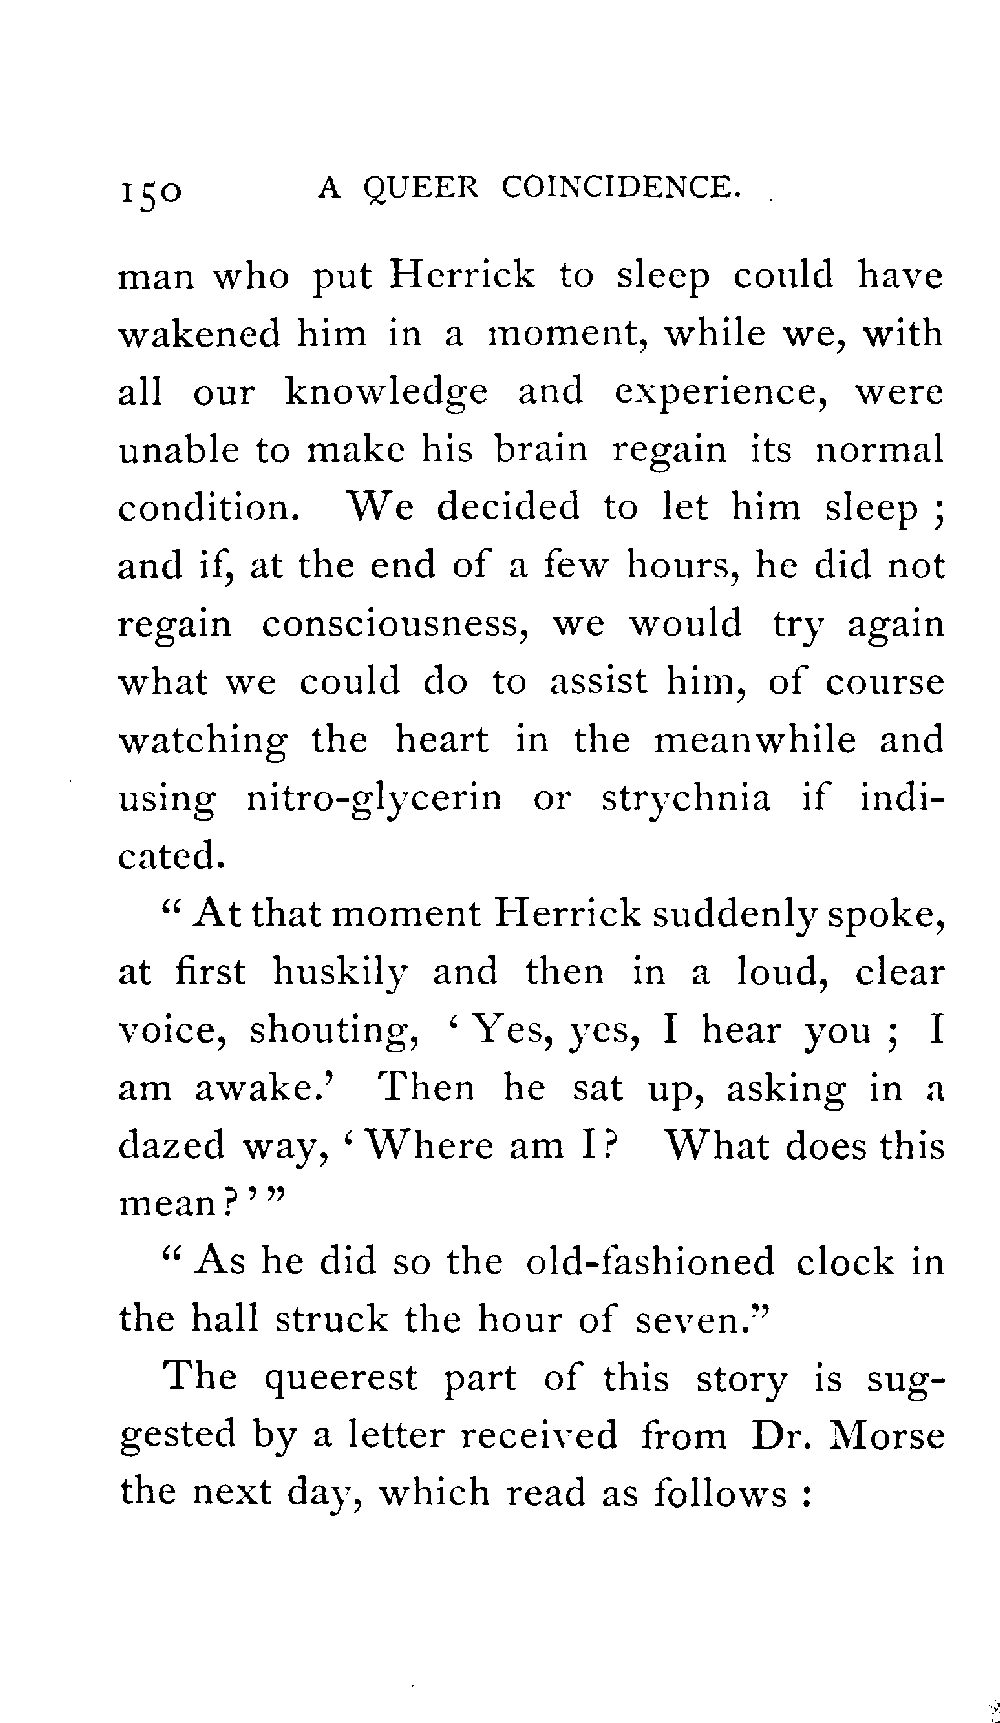 150 A QUEER COINCIDENCE.
man who put Herrick to sleep could have
wakened him in a moment, while we, with
all our knowledge and experience, were
unable to make his brain regain its normal
condition. We decided to let him sleep ;
and if, at the end of a few hours, he did not
regain consciousness, we would try again
what we could do to assist him, of course
watching the heart in the meanwhile and
using nitro-glycerin or strychnia if indi-
cated.
“ At that moment Herrick suddenly spoke,
at first huskily and then in a loud, clear
voice, shouting, ‘ Yes, yes, I hear you ; I
am awake.’ Then he sat up, asking in a
dazed way, ‘ Where am I ? What does this
mean ? ’ ”
“ As he did so the old-fashioned clock in
the hall struck the hour of seven.”
The queerest part of this story is sug-
gested by a letter received from Dr. Morse
the next day, which read as follows :